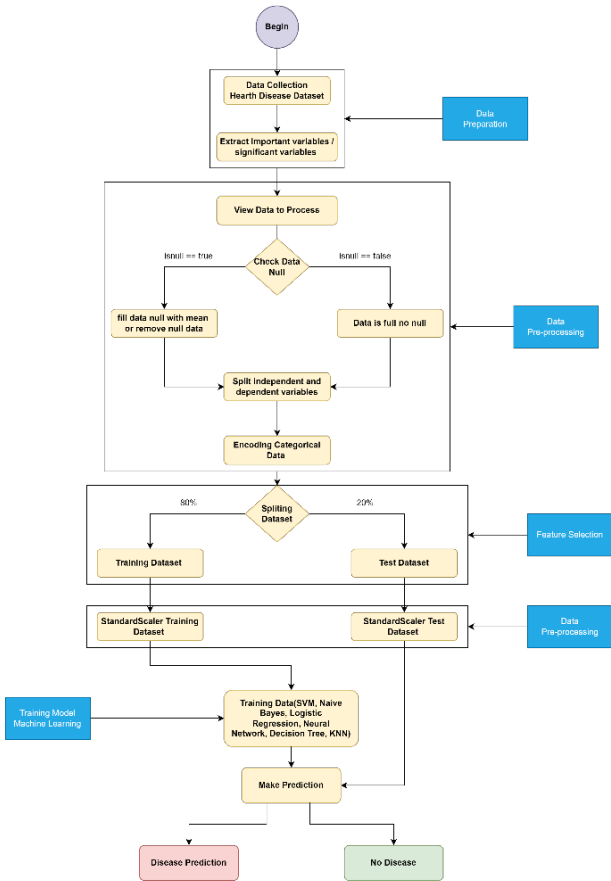 Begin
Data Collection
Hearth Disease Dataset
Extract Important variables /
significant variables
Data
Preparation
View Data to Process
Check Data
Null
isnull == true
isnull == false
fill data null with mean
or remove null data
Data is full no null
Data
Pre-processing
Split independent and
dependent variables
Encoding Categorical
Data
Spliting
Dataset
80%
20%
Training Dataset
Test Dataset
Feature Selection
StandardScaler Training
Dataset
StandardScaler Test
Dataset
Data
Pre-processing
Training Model
Machine Learning
Training Data(SVM, Naive
Bayes, Logistic
Regression, Neural
Network, Decision Tree, KNN)
Make Prediction
Disease Prediction
No Disease